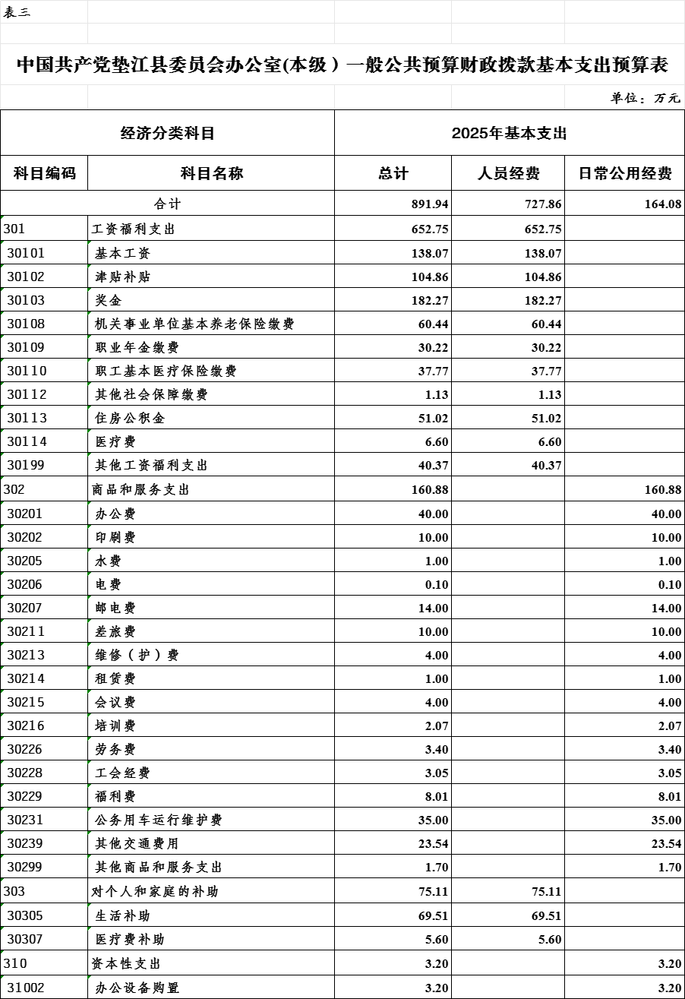 表三
中国共产党垫江县委员会办公室(本级）一般公共预算财政拨款基本支出预算表
单位：万元
经济分类科目 2025年基本支出
科目编码 科目名称 总计 人员经费 日常公用经费
合计 891.94 727.86 164.08
301 工资福利支出 652.75 652.75
30101 基本工资 138.07 138.07
30102 津贴补贴 104.86 104.86
30103 奖金 182.27 182.27
30108 机关事业单位基本养老保险缴费 60.44 60.44
30109 职业年金缴费 30.22 30.22
30110 职工基本医疗保险缴费 37.77 37.77
30112 其他社会保障缴费 1.13 1.13
30113 住房公积金 51.02 51.02
30114 医疗费 6.60 6.60
30199 其他工资福利支出 40.37 40.37
302 商品和服务支出 160.88 160.88
30201 办公费 40.00 40.00
30202 印刷费 10.00 10.00
30205 水费 1.00 1.00
30206 电费 0.10 0.10
30207 邮电费 14.00 14.00
30211 差旅费 10.00 10.00
30213 维修（护）费 4.00 4.00
30214 租赁费 1.00 1.00
30215 会议费 4.00 4.00
30216 培训费 2.07 2.07
30226 劳务费 3.40 3.40
30228 工会经费 3.05 3.05
30229 福利费 8.01 8.01
30231 公务用车运行维护费 35.00 35.00
30239 其他交通费用 23.54 23.54
30299 其他商品和服务支出 1.70 1.70
303 对个人和家庭的补助 75.11 75.11
30305 生活补助 69.51 69.51
30307 医疗费补助 5.60 5.60
310 资本性支出 3.20 3.20
31002 办公设备购置 3.20 3.20